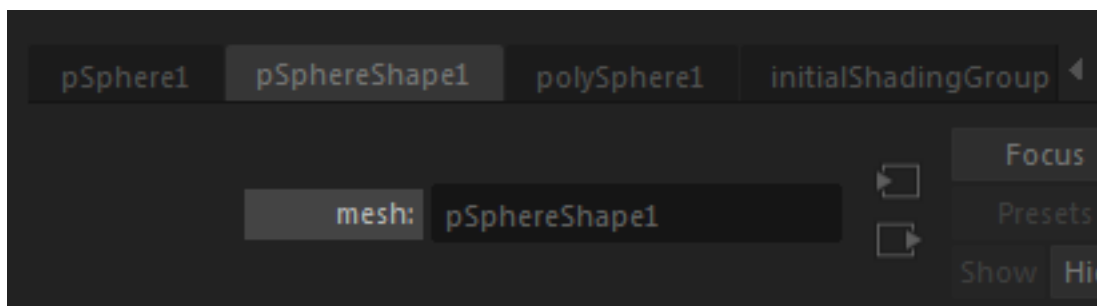 pSphere1 pSphereShape1 polySphere1 initialShadingGroup
Focus
mesh: pSphereShape1
Presets
Show